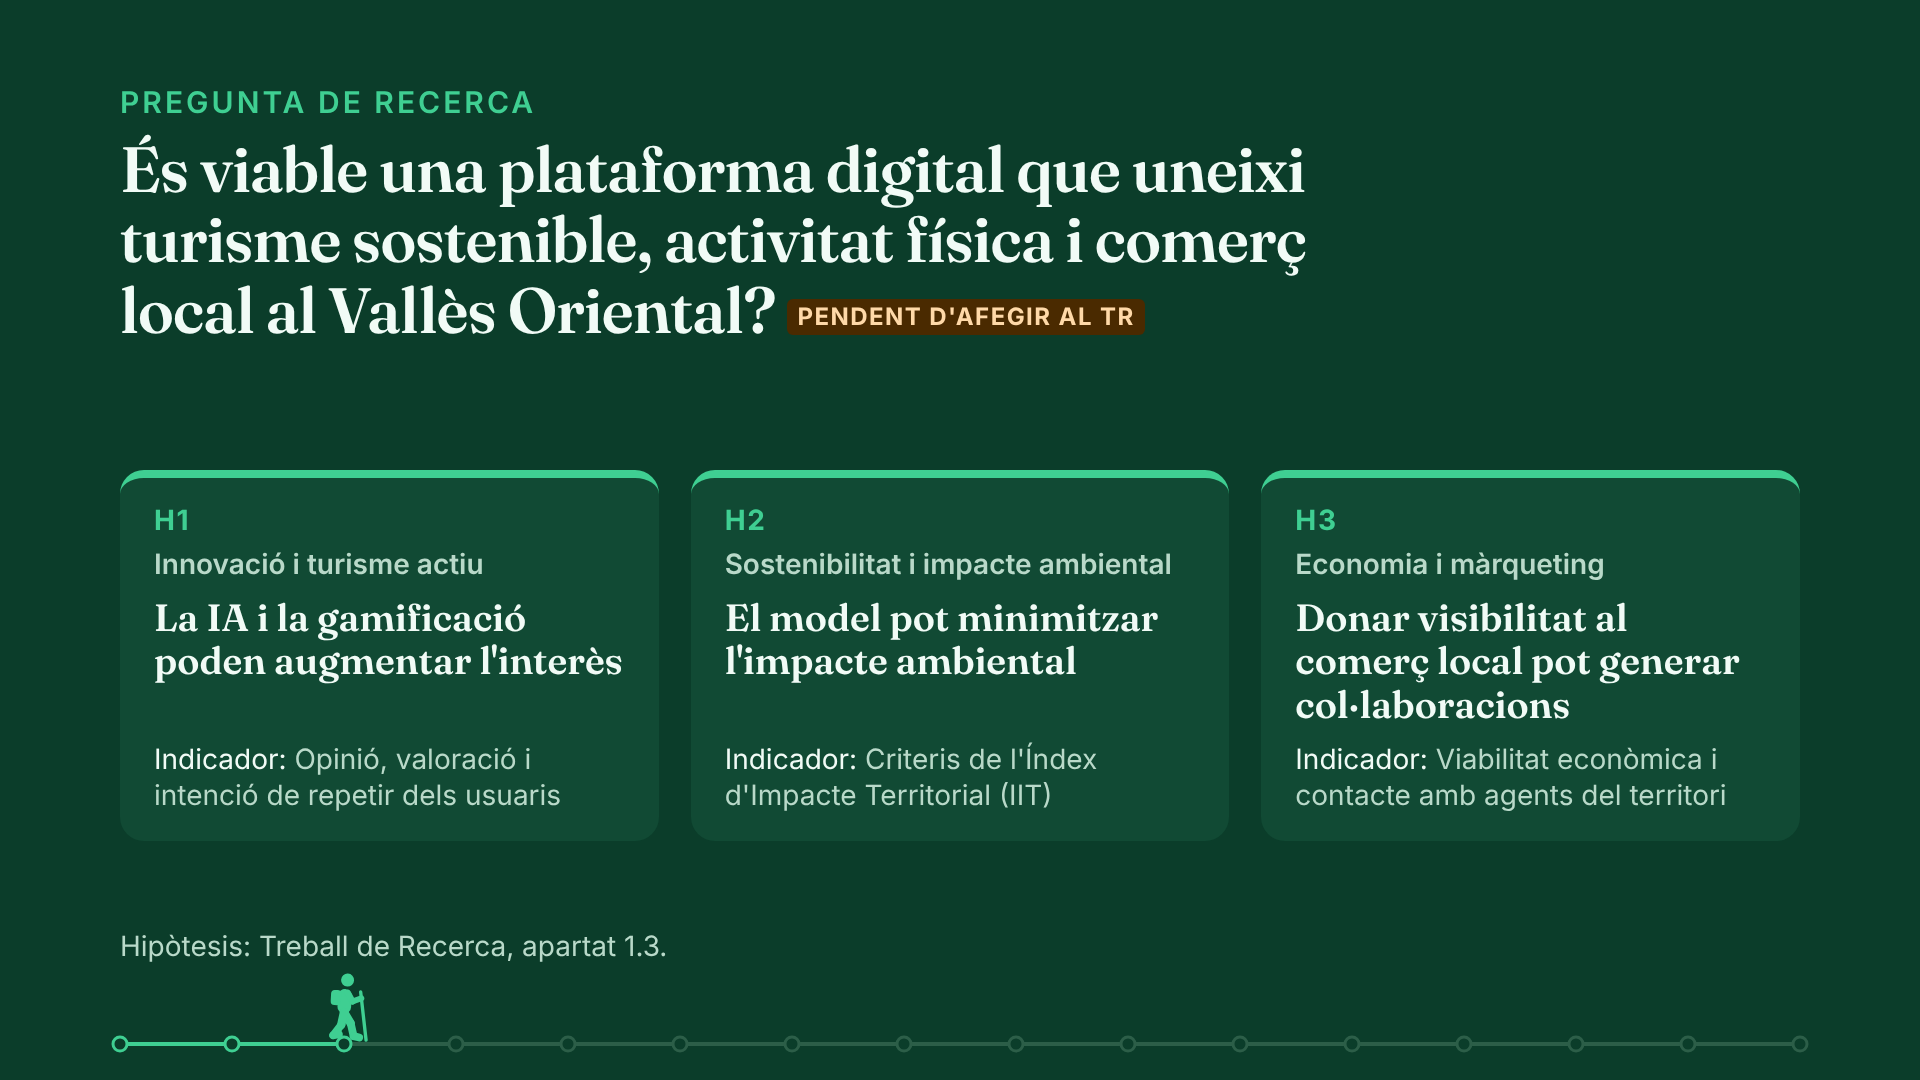 PREGUNTA DE RECERCA
És viable una plataforma digital que uneixi
turisme sostenible, activitat física i comerç
local al Vallès Oriental? PENDENT D'AFEGIR AL TR
H1
Innovació i turisme actiu
La IA i la gamificació
poden augmentar l'interès
Indicador: Opinió, valoració i
intenció de repetir dels usuaris
H2
Sostenibilitat i impacte ambiental
El model pot minimitzar
l'impacte ambiental
Indicador: Criteris de l'Índex
d'Impacte Territorial (IIT)
H3
Economia i màrqueting
Donar visibilitat al
comerç local pot generar
col·laboracions
Indicador: Viabilitat econòmica i
contacte amb agents del territori
Hipòtesis: Treball de Recerca, apartat 1.3.